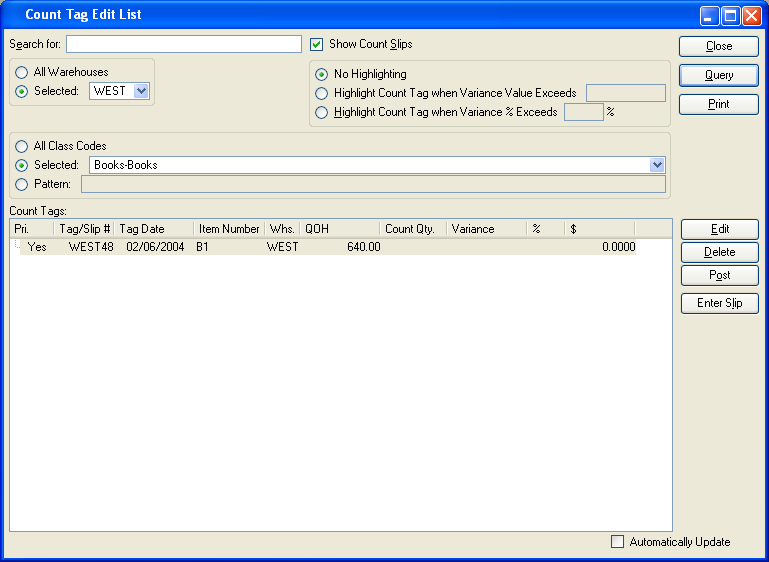 Count Tag Edit List
Search for:
Show Count Slips
Close
All Warehouses
Selected: WEST
No Highlighting
Highlight Count Tag when Variance Value Exceeds
Highlight Count Tag when Variance % Exceeds %
Query
Print
All Class Codes
Selected: Books-Books
Pattern:
Count Tags:
Pri. Tag/Slip # Tag Date Item Number Whs. QOH Count Qty. Variance % $
Yes WEST48 02/06/2004 B1 WEST 640.00 0.0000
Edit
Delete
Post
Enter Slip
Automatically Update